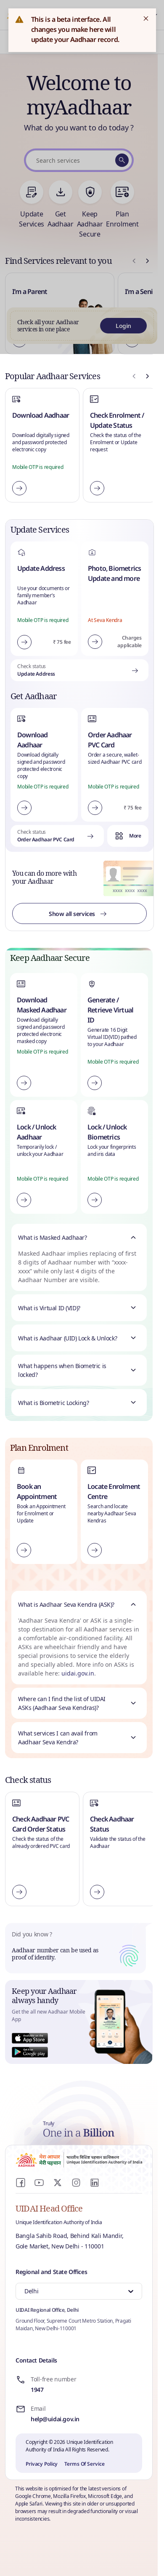 This is a beta interface. All
changes you make here will
update your Aadhaar record.
Welcome to
myAadhaar
What do you want to do today ?
Search services
Update
Services
Get
Aadhaar
Keep
Aadhaar
Secure
Plan
Enrolment
Find Services relevant to you
I'm a Parent
I'm a Seni
Check all your Aadhaar
services in one place
Login
Popular Aadhaar Services
Download Aadhaar
Download digitally signed
and password protected
electronic copy
Mobile OTP is required
Check Enrolment /
Update Status
Check the status of the
Enrolment or Update
request
Update Services
Update Address
Use your documents or
family member's
Aadhaar
Mobile OTP is required
₹ 75 fee
Photo, Biometrics
Update and more
At Seva Kendra
Charges
applicable
Check status
Update Address
Get Aadhaar
Download
Aadhaar
Download digitally
signed and password
protected electronic
copy
Mobile OTP is required
Order Aadhaar
PVC Card
Order a secure, wallet-
sized Aadhaar PVC card
Mobile OTP is required
₹ 75 fee
Check status
Order Aadhaar PVC Card
More
You can do more with
your Aadhaar
XXXX XXXX XXXX
Show all services
Keep Aadhaar Secure
Download
Masked Aadhaar
Download digitally
signed and password
protected electronic
masked copy
Mobile OTP is required
Generate /
Retrieve Virtual
ID
Generate 16 Digit
Virtual ID(VID) pathed
to your Aadhaar
Mobile OTP is required
Lock / Unlock
Aadhaar
Temporarily lock /
unlock your Aadhaar
Mobile OTP is required
Lock / Unlock
Biometrics
Lock your fingerprints
and iris data
Mobile OTP is required
What is Masked Aadhaar?
Masked Aadhaar implies replacing of first
8 digits of Aadhaar number with "xxxx-
xxxx" while only last 4 digits of the
Aadhaar Number are visible.
What is Virtual ID (VID)?
What is Aadhaar (UID) Lock & Unlock?
What happens when Biometric is
locked?
What is Biometric Locking?
Plan Enrolment
Book an
Appointment
Book an Appointment
for Enrolment or
Update
Locate Enrolment
Centre
Search and locate
nearby Aadhaar Seva
Kendras
What is Aadhaar Seva Kendra (ASK)?
'Aadhaar Seva Kendra' or ASK is a single-
stop destination for all Aadhaar services in
a comfortable air-conditioned facility. All
ASKs are wheelchair friendly and have
special provisions to serve the elderly and
specially abled. More info on ASKs is
available here: uidai.gov.in.
Where can I find the list of UIDAI
ASKs (Aadhaar Seva Kendras)?
What services I can avail from
Aadhaar Seva Kendra?
Check status
Check Aadhaar PVC
Card Order Status
Check the status of the
already ordered PVC card
Check Aadhaar
Status
Validate the status of the
Aadhaar
Did you know ?
Aadhaar number can be used as
proof of identity.
Keep your Aadhaar
always handy
Get the all new Aadhaar Mobile
App
App Store
Google Play
Truly
One in a Billion
मेरा आधार
मेरी पहचान
भारतीय विशिष्ट पहचान प्राधिकरण
Unique Identification Authority of India
UIDAI Head Office
Unique Identification Authority of India
Bangla Sahib Road, Behind Kali Mandir,
Gole Market, New Delhi - 110001
Regional and State Offices
Delhi
UIDAI Regional Office, Delhi
Ground Floor, Supreme Court Metro Station, Pragati
Maidan, New Delhi-110001
Contact Details
Toll-free number
1947
Email
help@uidai.gov.in
Copyright © 2026 Unique Identification
Authority of India All Rights Reserved.
Privacy Policy
Terms Of Service
This website is optimised for the latest versions of
Google Chrome, Mozilla Firefox, Microsoft Edge, and
Apple Safari. Viewing this site in older or unsupported
browsers may result in degraded functionality or visual
inconsistencies.